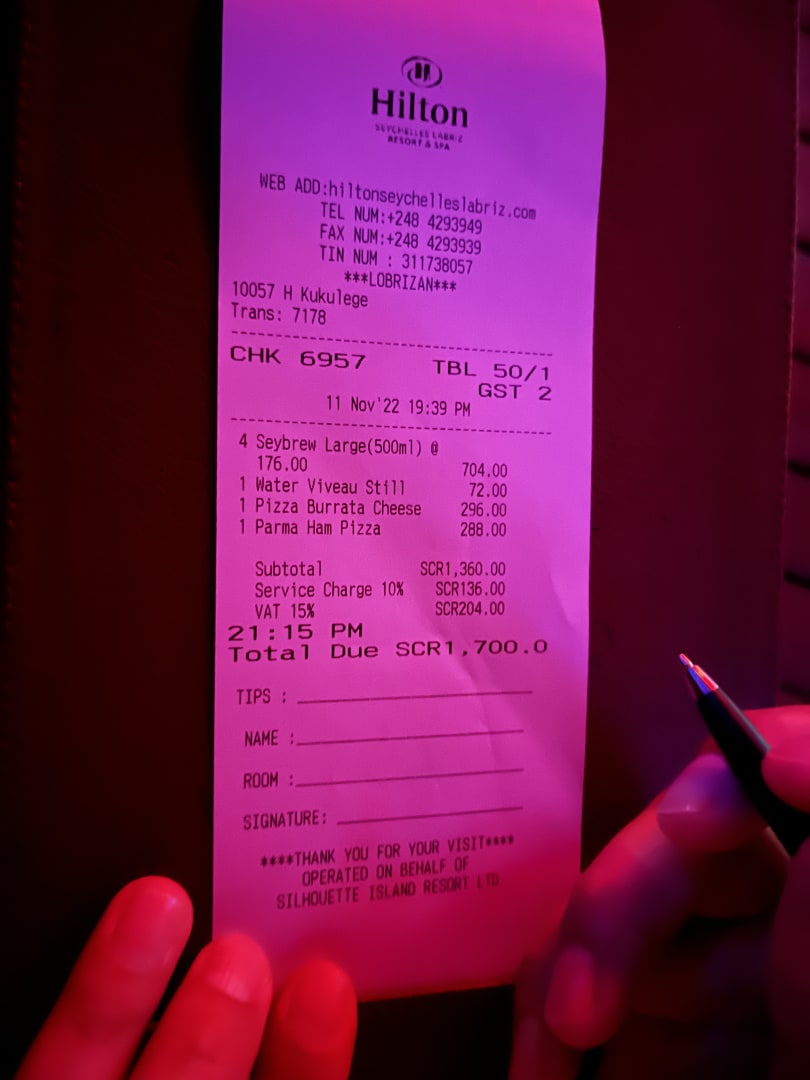 Hilton
SEYCHELLES LABRIZ
RESORT & SPA
WEB ADD:hiltonseychelleslabriz.com
TEL NUM:+248 4293949
FAX NUM:+248 4293939
TIN NUM : 311738057
***LOBRIZAN***
10057 H Kukulege
Trans: 7178
CHK 6957 TBL 50/1
GST 2
11 Nov'22 19:39 PM
4 Seybrew Large(500ml) @
176.00 704.00
1 Water Viveau Still 72.00
1 Pizza Burrata Cheese 296.00
1 Parma Ham Pizza 288.00
Subtotal SCR1,360.00
Service Charge 10% SCR136.00
VAT 15% SCR204.00
21:15 PM
Total Due SCR1,700.0
TIPS :
NAME :
ROOM :
SIGNATURE:
****THANK YOU FOR YOUR VISIT****
OPERATED ON BEHALF OF
SILHOUETTE ISLAND RESORT LTD